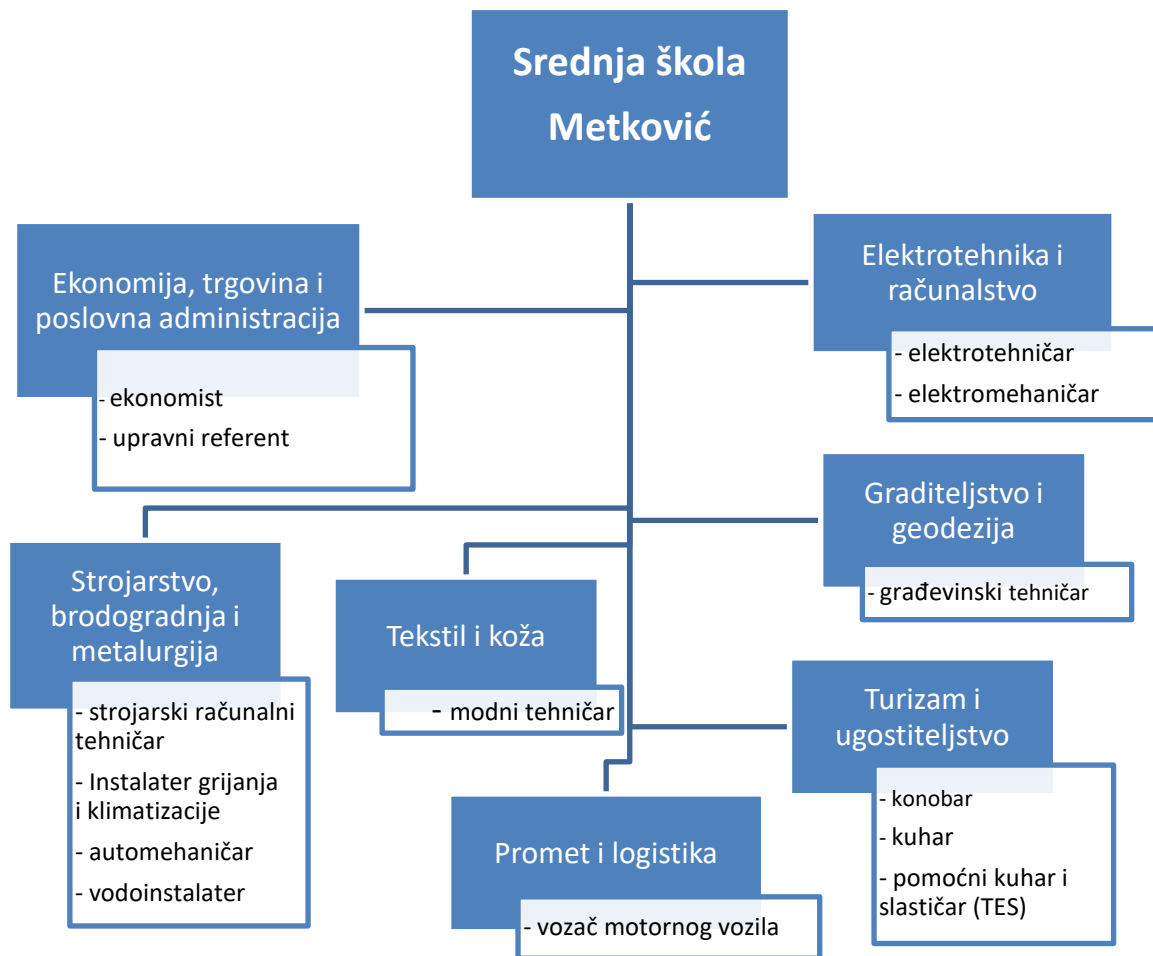 Srednja škola
Metković
Ekonomija, trgovina i
poslovna administracija
- ekonomist
- upravni referent
Elektrotehnika i
računalstvo
- elektrotehničar
- elektromehaničar
Graditeljstvo i
geodezija
- građevinski tehničar
Strojarstvo,
brodogradnja i
metalurgija
- strojarski računalni
tehničar
- Instalater grijanja
i klimatizacije
- automehaničar
- vodoinstalater
Tekstil i koža
- modni tehničar
Turizam i
ugostiteljstvo
- konobar
- kuhar
- pomoćni kuhar i
slastičar (TES)
Promet i logistika
- vozač motornog vozila